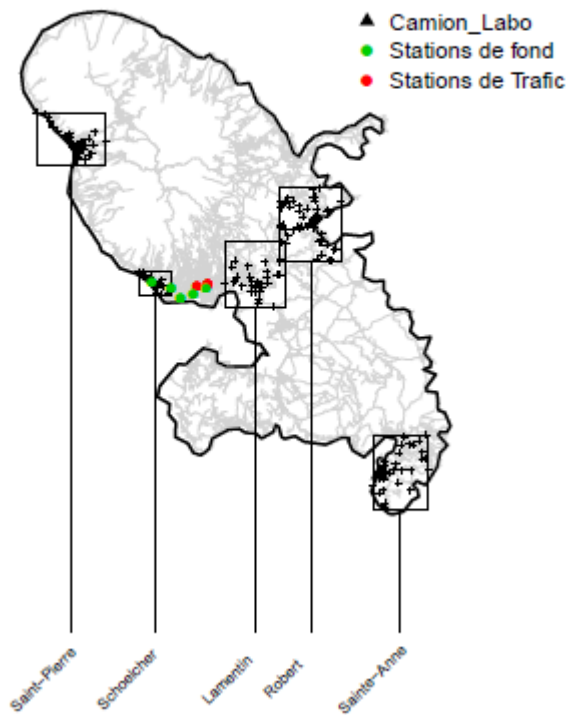 Camion_Labo
Stations de fond
Stations de Trafic
Saint-Pierre
Schoelcher
Lamentin
Robert
Sainte-Anne